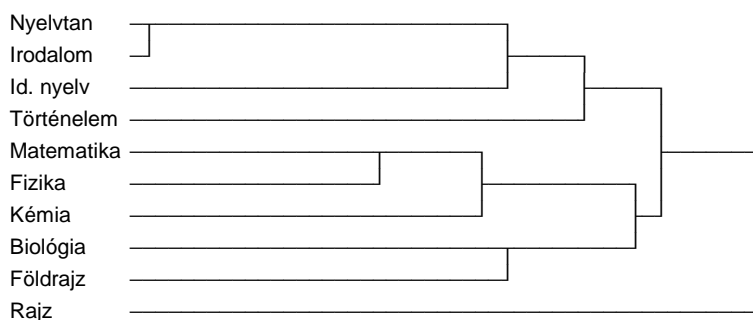 Nyelvtan
Irodalom
Id. nyelv
Történelem
Matematika
Fizika
Kémia
Biológia
Földrajz
Rajz